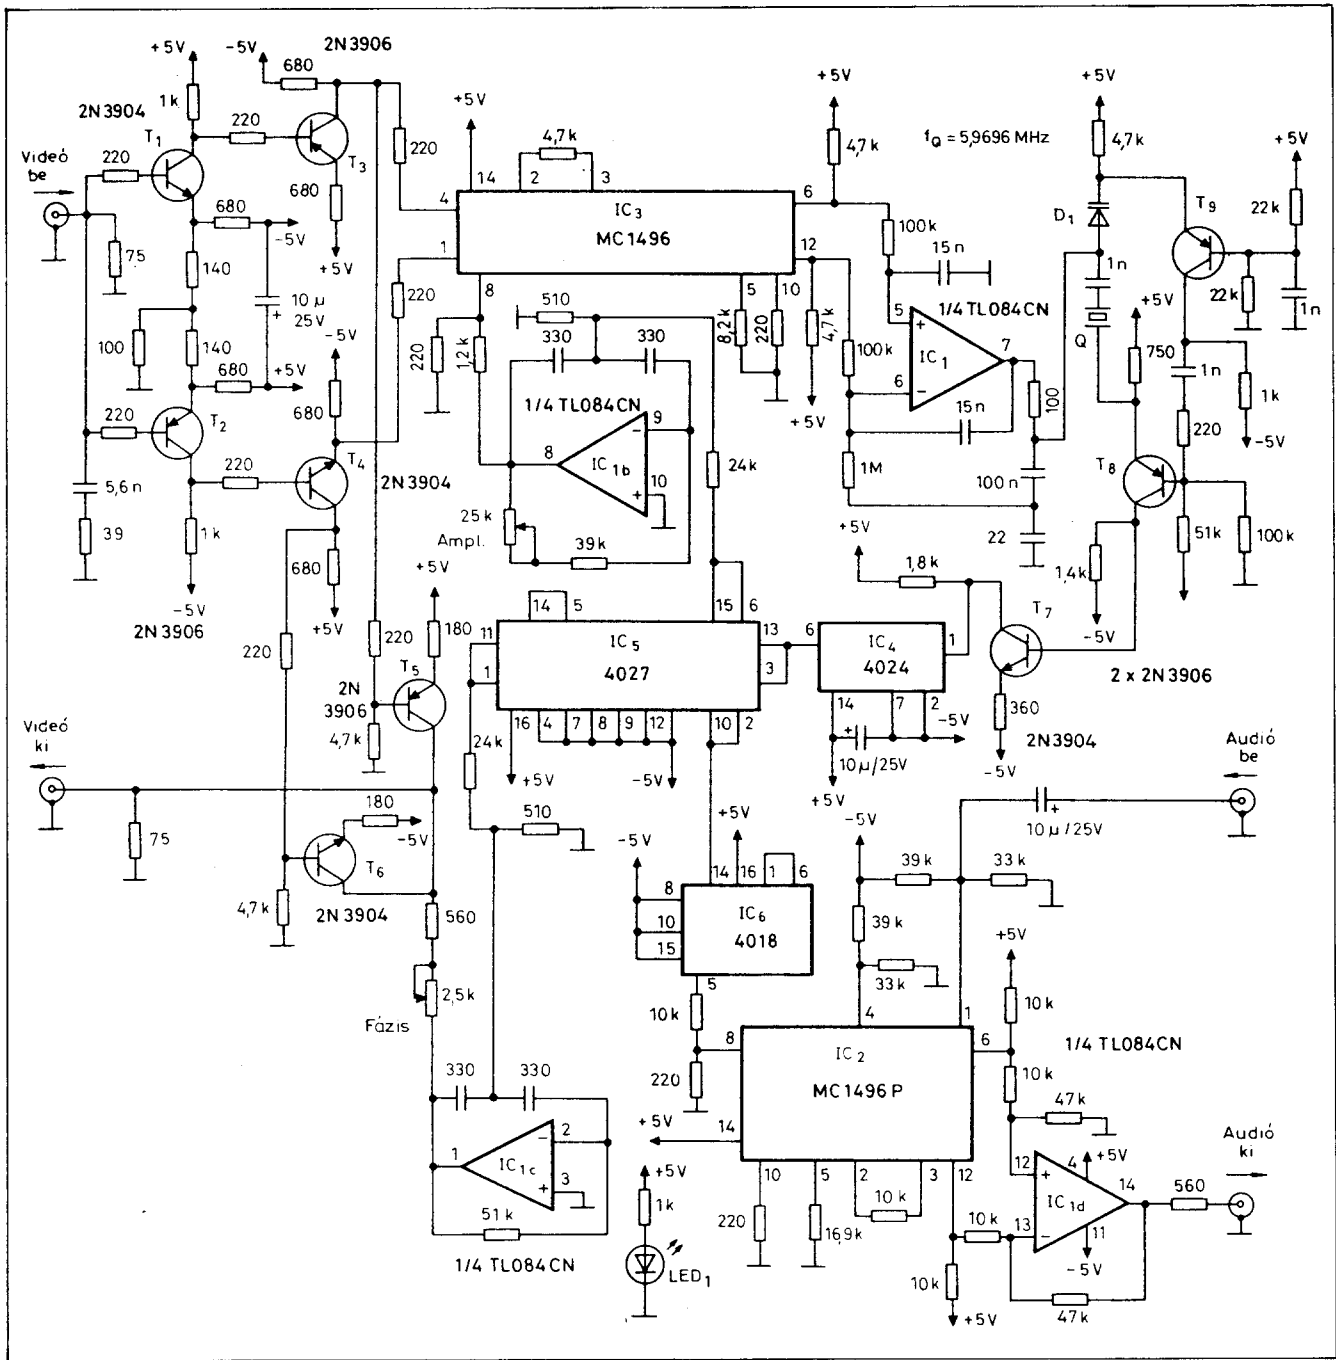 2N3906
+5V
-5V
680
1k
2N3904
T1
220
220
T3
Videó
be
220
680
680
-5V
+5V
75
140
10 µ
25V
+
100
140
680
+5V
-5V
220
T2
680
220
T4
5,6n
39
1k
680
-5V
+5V
2N3906
2N3904
220
220
+5V
180
T5
2N
3906
4,7k
Videó
ki
75
180
-5V
T6
4,7k
2N3904
560
2,5k
Fázis
330
330
1
2
3
-
+
IC1c
51k
1/4 TL084CN
+5V
4,7k
14
2
3
4
1
IC3
MC1496
6
12
8
5
10
220
510
330
330
220
1,2k
8,2k
220
4,7k
+5V
1/4 TL084CN
8
9
10
-
+
IC1b
25k
Ampl.
39k
24k
+5V
4,7k
fQ = 5,9696 MHz
100k
15n
1/4 TL084CN
5
6
7
+
-
IC1
100k
15n
100
1M
100n
22
+5V
4,7k
+5V
22k
D1
T9
1n
22k
1n
+5V
Q
750
1n
1k
-5V
220
T8
51k
100k
1,4k
-5V
+5V
1,8k
T7
2 x 2N3906
360
2N3904
-5V
14
5
15
6
11
1
IC5
4027
13
3
16
4
7
8
9
12
10
2
+5V
-5V
24k
510
6
IC4
4024
1
14
7
2
+
-5V
10µ/25V
+5V
Audió
be
+
10µ/25V
+5V
-5V
14
16
1
6
8
10
15
IC6
4018
5
10k
220
-5V
39k
33k
39k
33k
4
1
8
IC2
MC1496P
6
14
+5V
10
5
2
3
12
220
16,9k
10k
10k
+5V
+5V
10k
1/4 TL084CN
10k
47k
12
+
4
+5V
IC1d
14
560
Audió
ki
10k
13
-
11
-5V
47k
+5V
1k
LED1